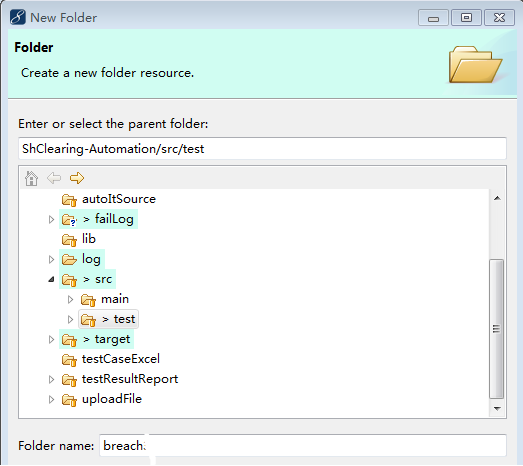 New Folder
Folder
Create a new folder resource.
Enter or select the parent folder:
ShClearing-Automation/src/test
autoItSource
> failLog
lib
log
> src
main
> test
> target
testCaseExcel
testResultReport
uploadFile
Folder name: breach